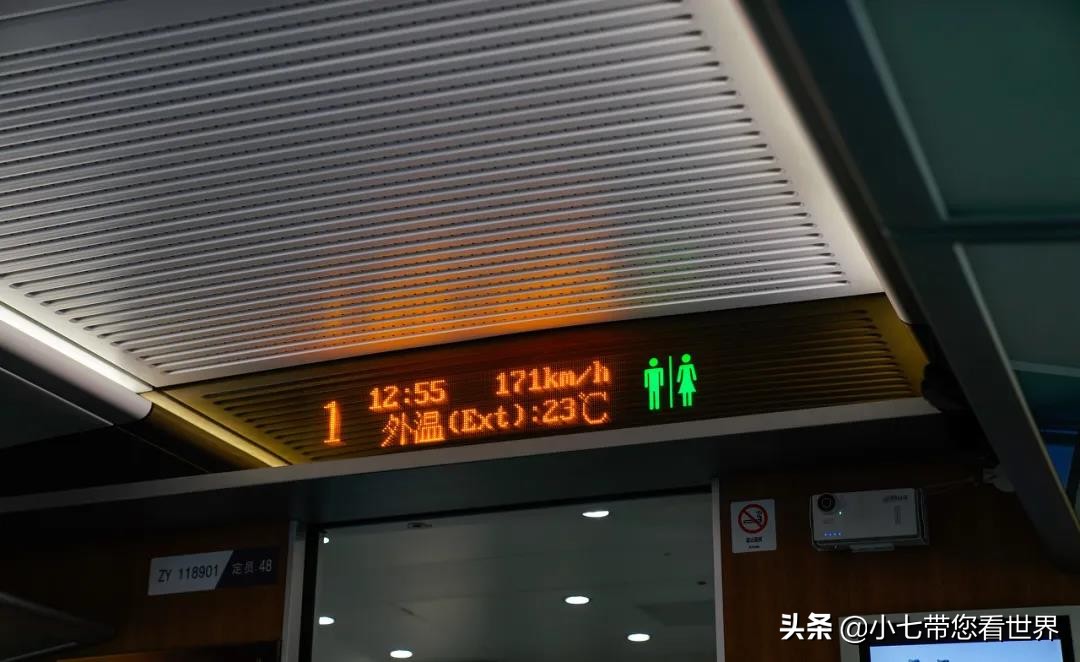 1
12:55 171km/h
外温(Ext):23℃
ZY 118901 定员 48
alhua
头条 @小七带您看世界